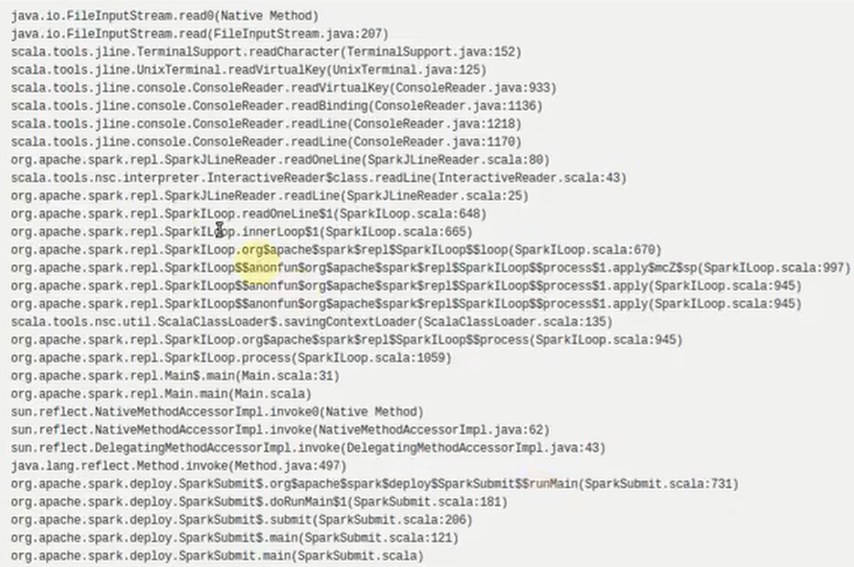 java.io.FileInputStream.read0(Native Method)
java.io.FileInputStream.read(FileInputStream.java:207)
scala.tools.jline.TerminalSupport.readCharacter(TerminalSupport.java:152)
scala.tools.jline.UnixTerminal.readVirtualKey(UnixTerminal.java:125)
scala.tools.jline.console.ConsoleReader.readVirtualKey(ConsoleReader.java:933)
scala.tools.jline.console.ConsoleReader.readBinding(ConsoleReader.java:1136)
scala.tools.jline.console.ConsoleReader.readLine(ConsoleReader.java:1218)
scala.tools.jline.console.ConsoleReader.readLine(ConsoleReader.java:1170)
org.apache.spark.repl.SparkJLineReader.readOneLine(SparkJLineReader.scala:80)
scala.tools.nsc.interpreter.InteractiveReader$class.readLine(InteractiveReader.scala:43)
org.apache.spark.repl.SparkJLineReader.readLine(SparkJLineReader.scala:25)
org.apache.spark.repl.SparkILoop.readOneLine$1(SparkILoop.scala:648)
org.apache.spark.repl.SparkILoop.innerLoop$1(SparkILoop.scala:665)
org.apache.spark.repl.SparkILoop.org$apache$spark$repl$SparkILoop$$loop(SparkILoop.scala:670)
org.apache.spark.repl.SparkILoop$$anonfun$org$apache$spark$repl$SparkILoop$$process$1.apply$mcZ$sp(SparkILoop.scala:997)
org.apache.spark.repl.SparkILoop$$anonfun$org$apache$spark$repl$SparkILoop$$process$1.apply(SparkILoop.scala:945)
org.apache.spark.repl.SparkILoop$$anonfun$org$apache$spark$repl$SparkILoop$$process$1.apply(SparkILoop.scala:945)
scala.tools.nsc.util.ScalaClassLoader$.savingContextLoader(ScalaClassLoader.scala:135)
org.apache.spark.repl.SparkILoop.org$apache$spark$repl$SparkILoop$$process(SparkILoop.scala:945)
org.apache.spark.repl.SparkILoop.process(SparkILoop.scala:1059)
org.apache.spark.repl.Main$.main(Main.scala:31)
org.apache.spark.repl.Main.main(Main.scala)
sun.reflect.NativeMethodAccessorImpl.invoke0(Native Method)
sun.reflect.NativeMethodAccessorImpl.invoke(NativeMethodAccessorImpl.java:62)
sun.reflect.DelegatingMethodAccessorImpl.invoke(DelegatingMethodAccessorImpl.java:43)
java.lang.reflect.Method.invoke(Method.java:497)
org.apache.spark.deploy.SparkSubmit$.org$apache$spark$deploy$SparkSubmit$$runMain(SparkSubmit.scala:731)
org.apache.spark.deploy.SparkSubmit$.doRunMain$1(SparkSubmit.scala:181)
org.apache.spark.deploy.SparkSubmit$.submit(SparkSubmit.scala:206)
org.apache.spark.deploy.SparkSubmit$.main(SparkSubmit.scala:121)
org.apache.spark.deploy.SparkSubmit.main(SparkSubmit.scala)